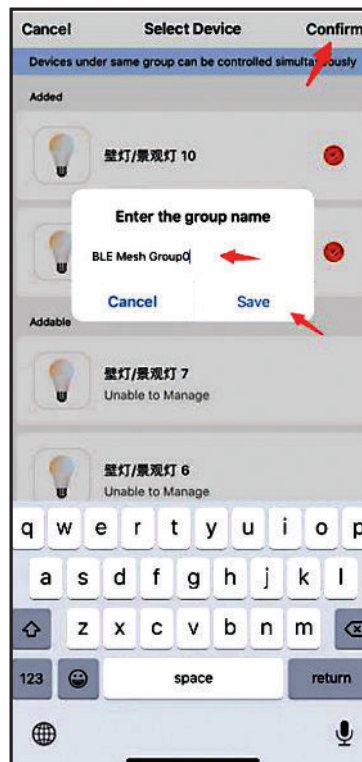 Cancel Select Device Confirm
Devices under same group can be controlled simultaneously
Added
壁灯/景观灯 10
Enter the group name
BLE Mesh Group0
Cancel Save
Addable
壁灯/景观灯 7
Unable to Manage
壁灯/景观灯 6
Unable to Manage
q w e r t y u i o p
a s d f g h j k l
z x c v b n m
123 space return